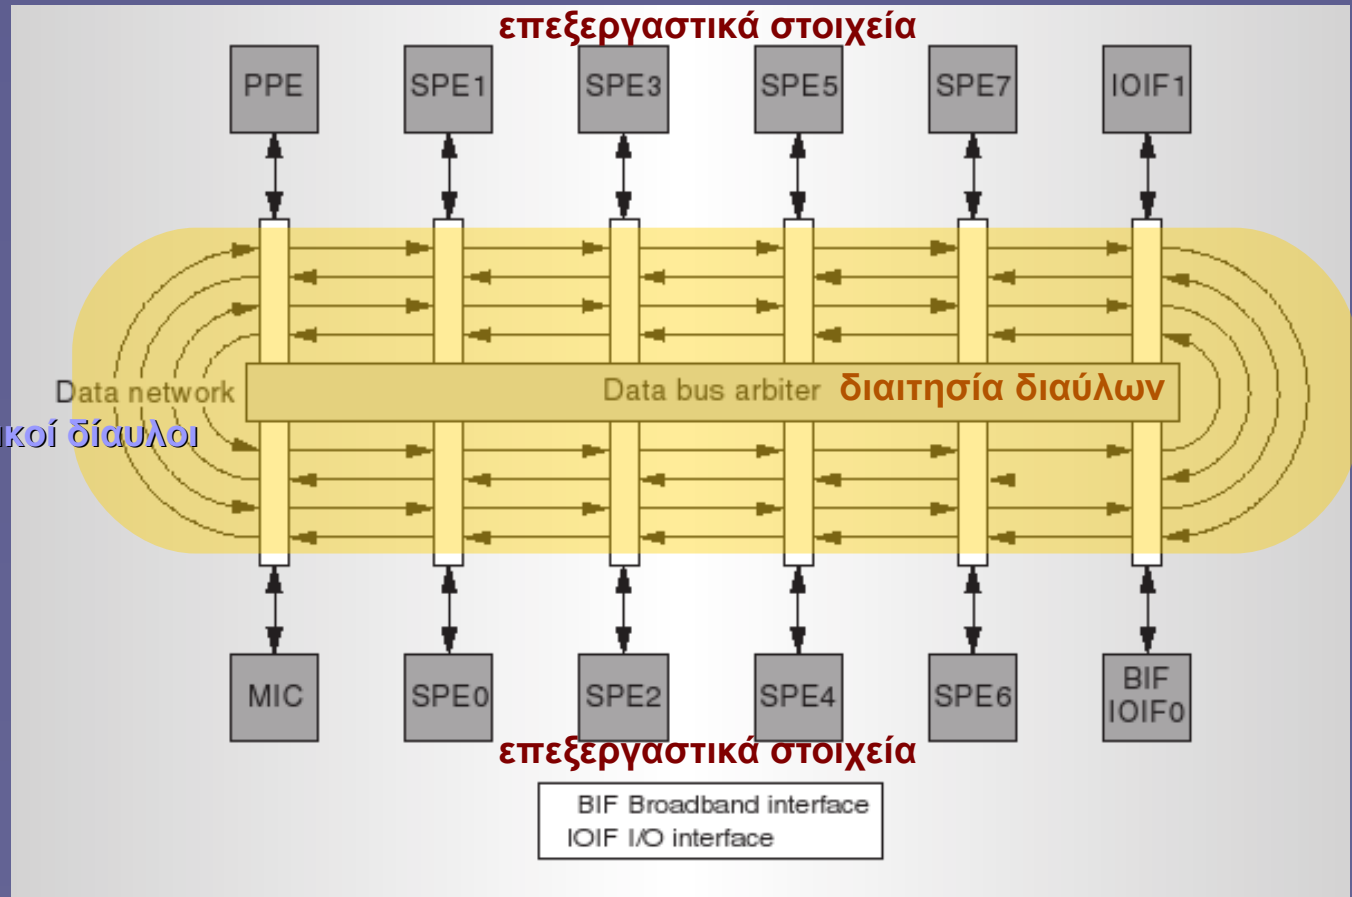 επεξεργαστικά στοιχεία
PPE
SPE1
SPE3
SPE5
SPE7
IOIF1
Data network
Data bus arbiter
διαιτησία διαύλων
δίαυλοι
MIC
SPE0
SPE2
SPE4
SPE6
BIF
IOIF0
επεξεργαστικά στοιχεία
BIF Broadband interface
IOIF I/O interface